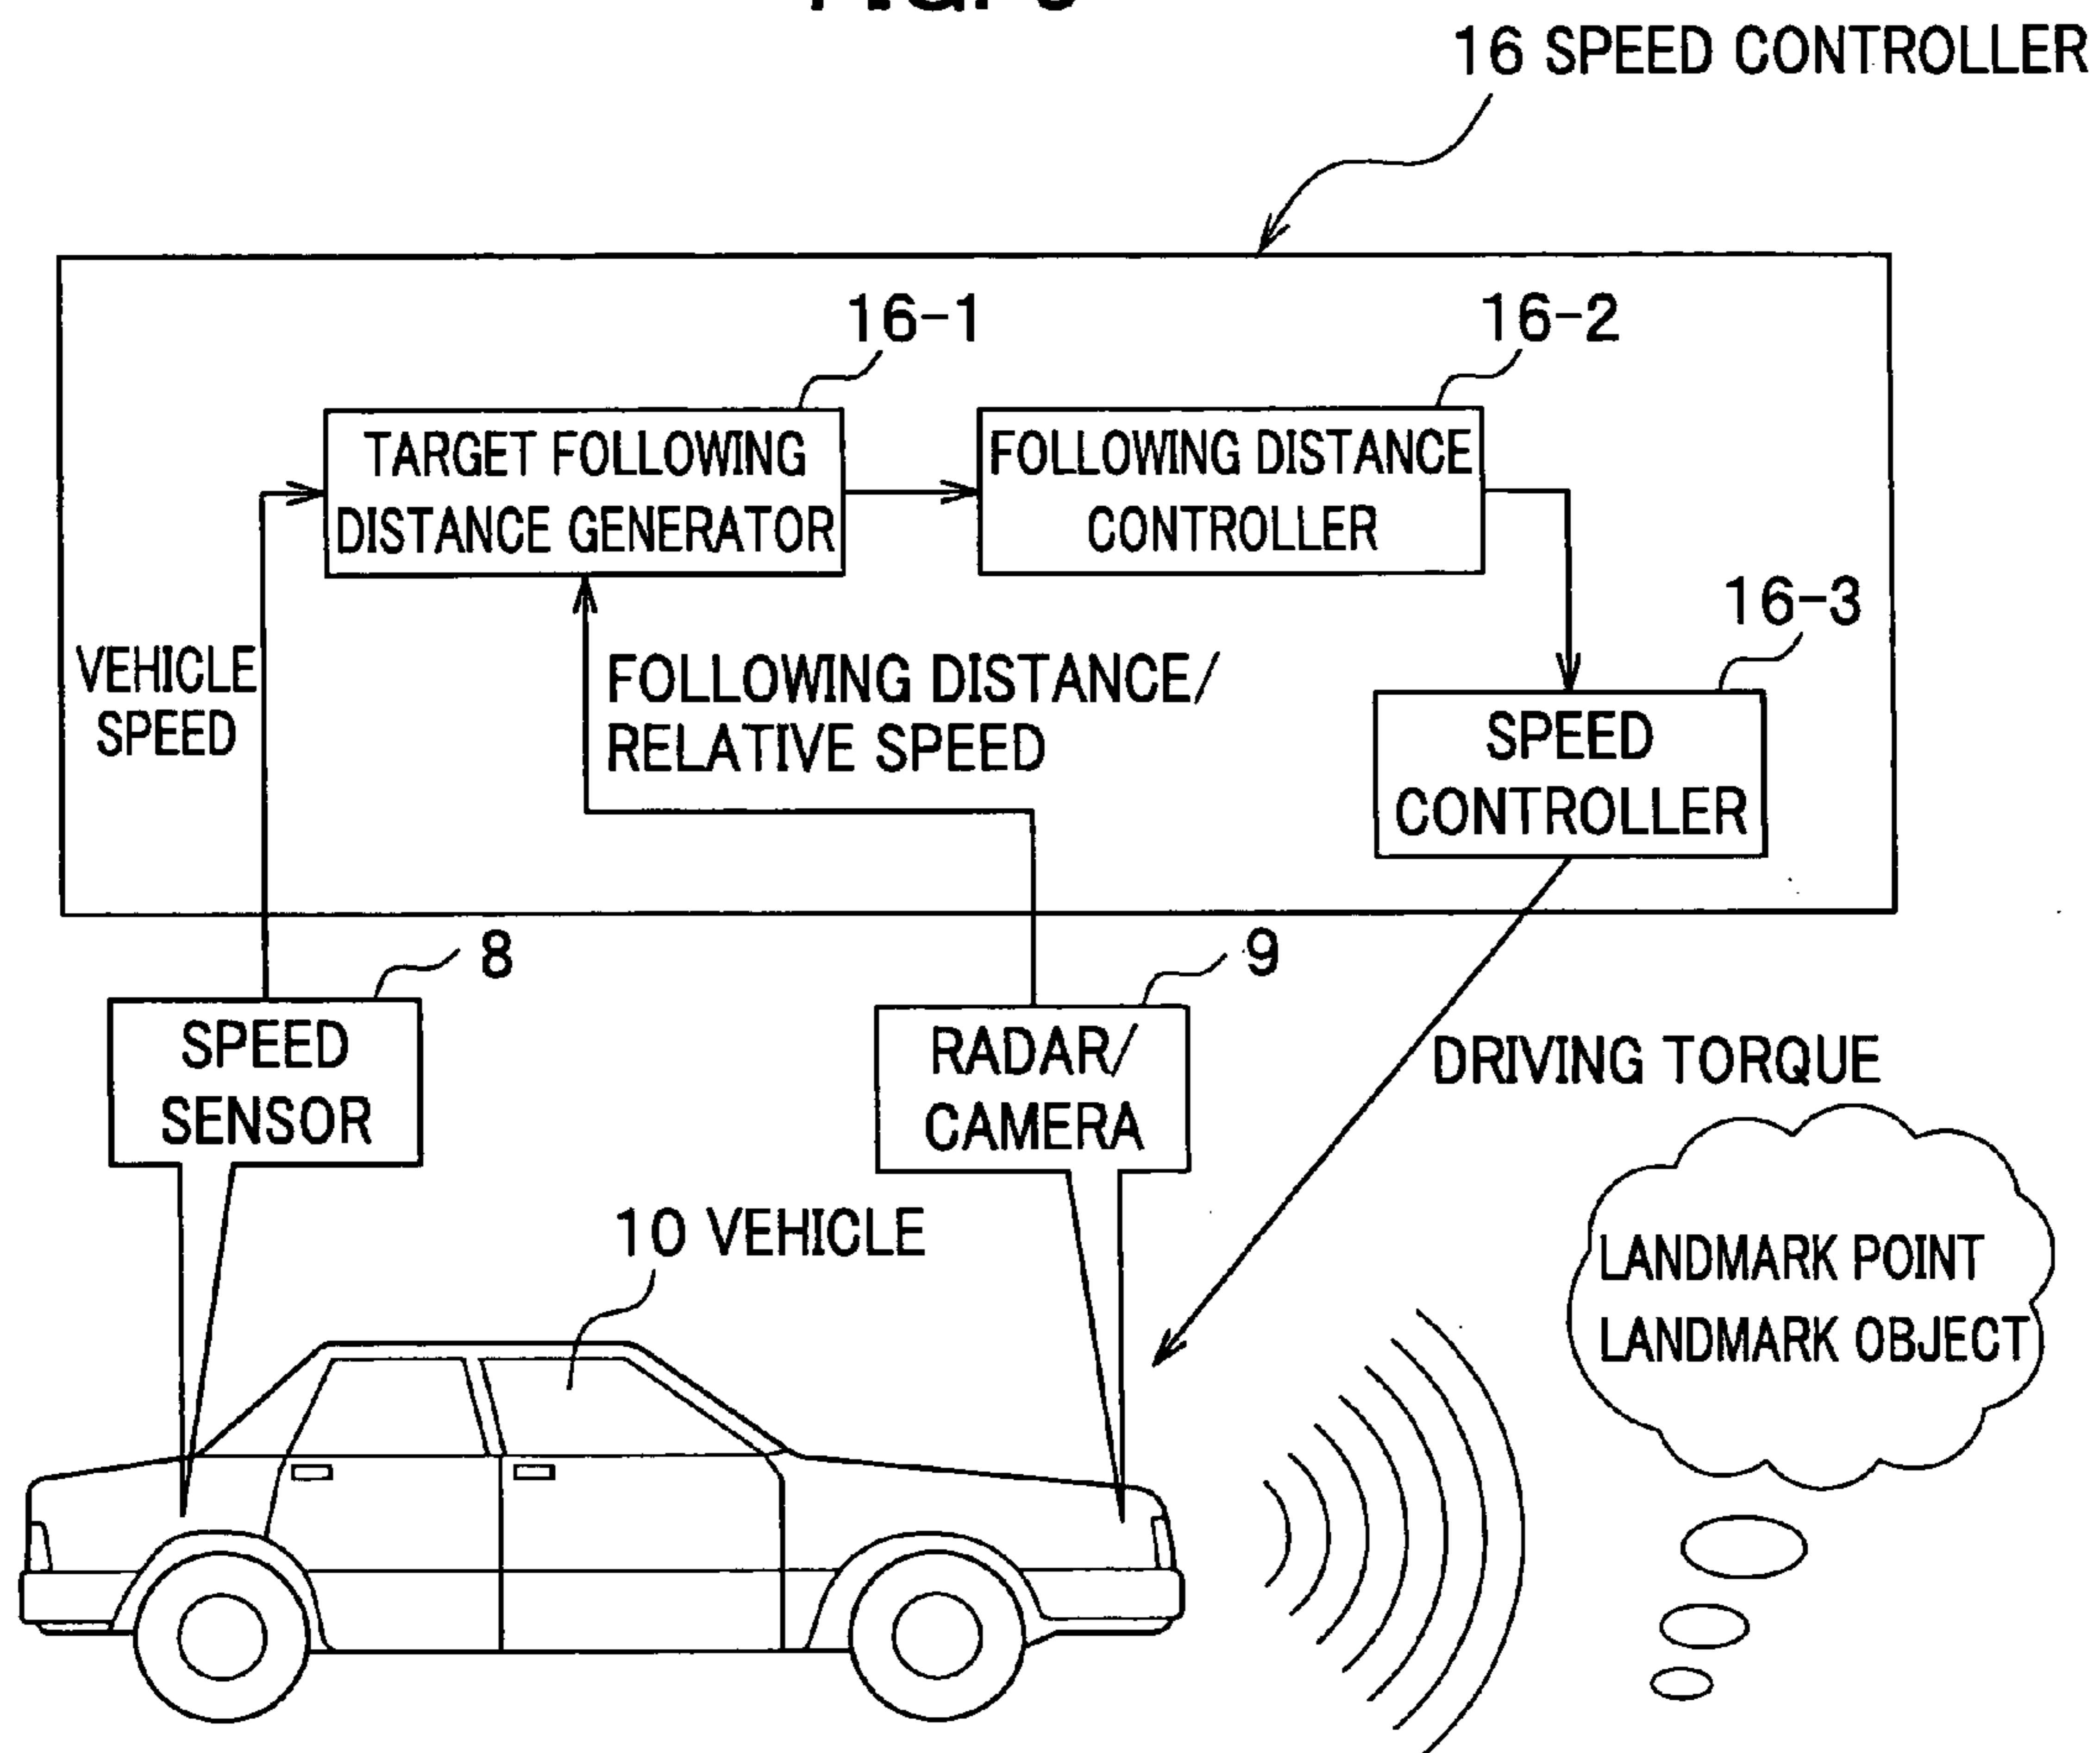 16 SPEED CONTROLLER
16-1
16-2
TARGET FOLLOWING
DISTANCE GENERATOR
FOLLOWING DISTANCE
CONTROLLER
16-3
VEHICLE
SPEED
FOLLOWING DISTANCE/
RELATIVE SPEED
SPEED
CONTROLLER
8
9
SPEED
SENSOR
RADAR/
CAMERA
DRIVING TORQUE
10 VEHICLE
LANDMARK POINT
LANDMARK OBJECT